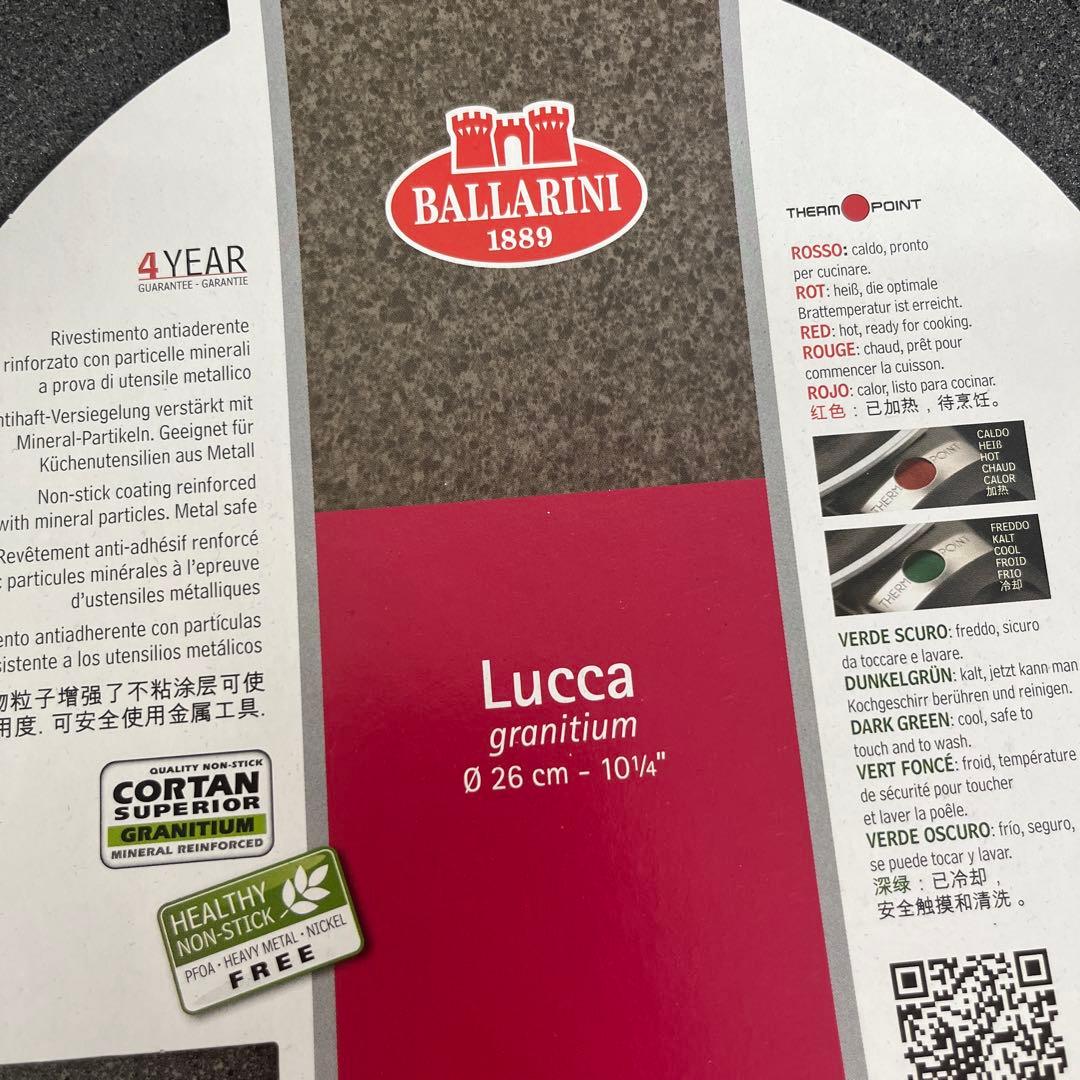 BALLARINI
1889
4 YEAR
GUARANTEE - GARANTIE
Rivestimento antiaderente
rinforzato con particelle minerali
a prova di utensile metallico
verstärkt mit
Mineral-Partikeln. Geeignet für
Küchenutensilien aus Metall
Non-stick coating reinforced
with mineral particles. Metal safe
Revêtement anti-adhésif renforcé
particules minérales à l'epreuve
d'ustensiles métalliques
antiadherente con partículas
a los utensilios metálicos
粒子增强了不粘涂层可使
用度. 可安全使用金属工具.
QUALITY NON-STICK
CORTAN
SUPERIOR
GRANITIUM
MINERAL REINFORCED
HEALTHY
NON-STICK
PFOA · HEAVY METAL · NICKEL
FREE
Lucca
granitium
Ø 26 cm - 10¼"
THERM POINT
ROSSO: caldo, pronto
per cucinare.
ROT: heiß, die optimale
Brattemperatur ist erreicht.
RED: hot, ready for cooking.
ROUGE: chaud, prêt pour
commencer la cuisson.
ROJO: calor, listo para cocinar.
红色：已加热，待烹饪。
THERM POINT
CALDO
HEIß
HOT
CHAUD
CALOR
加热
THERM POINT
FREDDO
KALT
COOL
FROID
FRIO
冷却
VERDE SCURO: freddo, sicuro
da toccare e lavare.
DUNKELGRÜN: kalt, jetzt kann man
Kochgeschirr berühren und reinigen.
DARK GREEN: cool, safe to
touch and to wash.
VERT FONCÉ: froid, température
de sécurité pour toucher
et laver la poêle.
VERDE OSCURO: frío, seguro,
se puede tocar y lavar.
深绿：已冷却，
安全触摸和清洗。